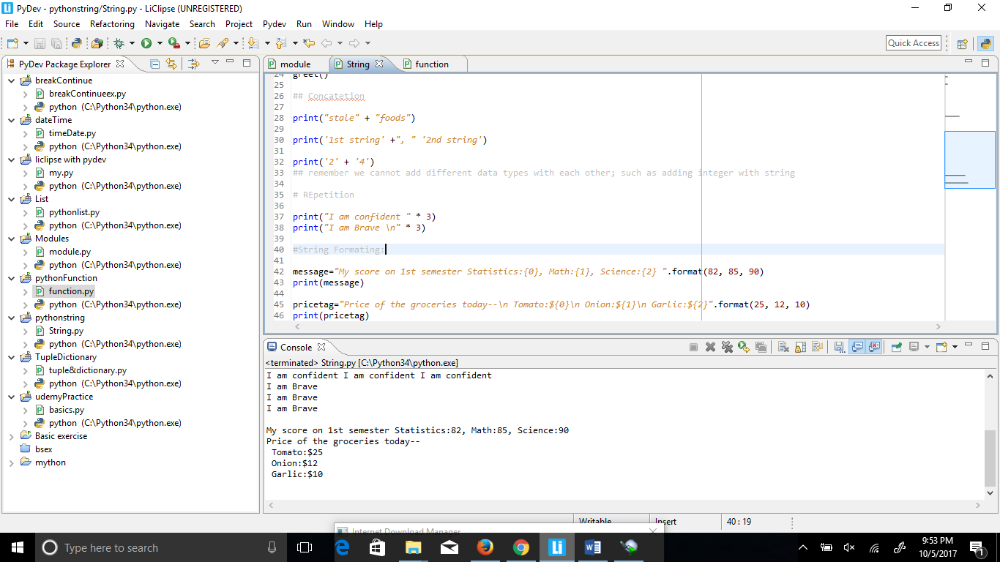 PyDev - pythonstring/String.py - LiClipse (UNREGISTERED)
File Edit Source Refactoring Navigate Search Project Pydev Run Window Help
Quick Access
PyDev Package Explorer
breakContinue
breakContinueex.py
python (C:\Python34\python.exe)
dateTime
timeDate.py
python (C:\Python34\python.exe)
liclipse with pydev
my.py
python (C:\Python34\python.exe)
List
pythonlist.py
python (C:\Python34\python.exe)
Modules
module.py
python (C:\Python34\python.exe)
pythonFunction
function.py
python (C:\Python34\python.exe)
pythonstring
String.py
python (C:\Python34\python.exe)
TupleDictionary
tuple&dictionary.py
python (C:\Python34\python.exe)
udemyPractice
basics.py
python (C:\Python34\python.exe)
Basic exercise
bsex
mython
module String function
24 greet()
25
26 ## Concatetion
27
28 print("stale" + "foods")
29
30 print('1st string' +", " '2nd string')
31
32 print('2' + '4')
33 ## remember we cannot add different data types with each other; such as adding integer with string
34
35 # REpetition
36
37 print("I am confident " * 3)
38 print("I am Brave \n" * 3)
39
40 #String Formating:
41
42 message="My score on 1st semester Statistics:{0}, Math:{1}, Science:{2} ".format(82, 85, 90)
43 print(message)
44
45 pricetag="Price of the groceries today--\n Tomato:${0}\n Onion:${1}\n Garlic:${2}".format(25, 12, 10)
46 print(pricetag)
Console
<terminated> String.py [C:\Python34\python.exe]
I am confident I am confident I am confident
I am Brave
I am Brave
I am Brave
My score on 1st semester Statistics:82, Math:85, Science:90
Price of the groceries today--
Tomato:$25
Onion:$12
Garlic:$10
Writable Insert 40 : 19
Internet Download Manager
Type here to search
9:53 PM
10/5/2017
1